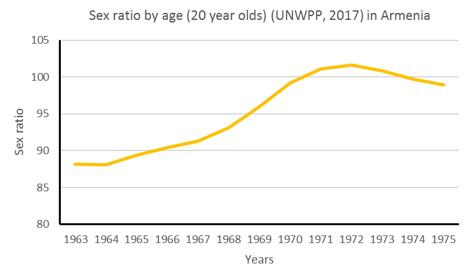 Sex ratio by age (20 year olds) (UNWPP, 2017) in Armenia
105
100
95
90
85
80
Sex ratio
1963 1964 1965 1966 1967 1968 1969 1970 1971 1972 1973 1974 1975
Years